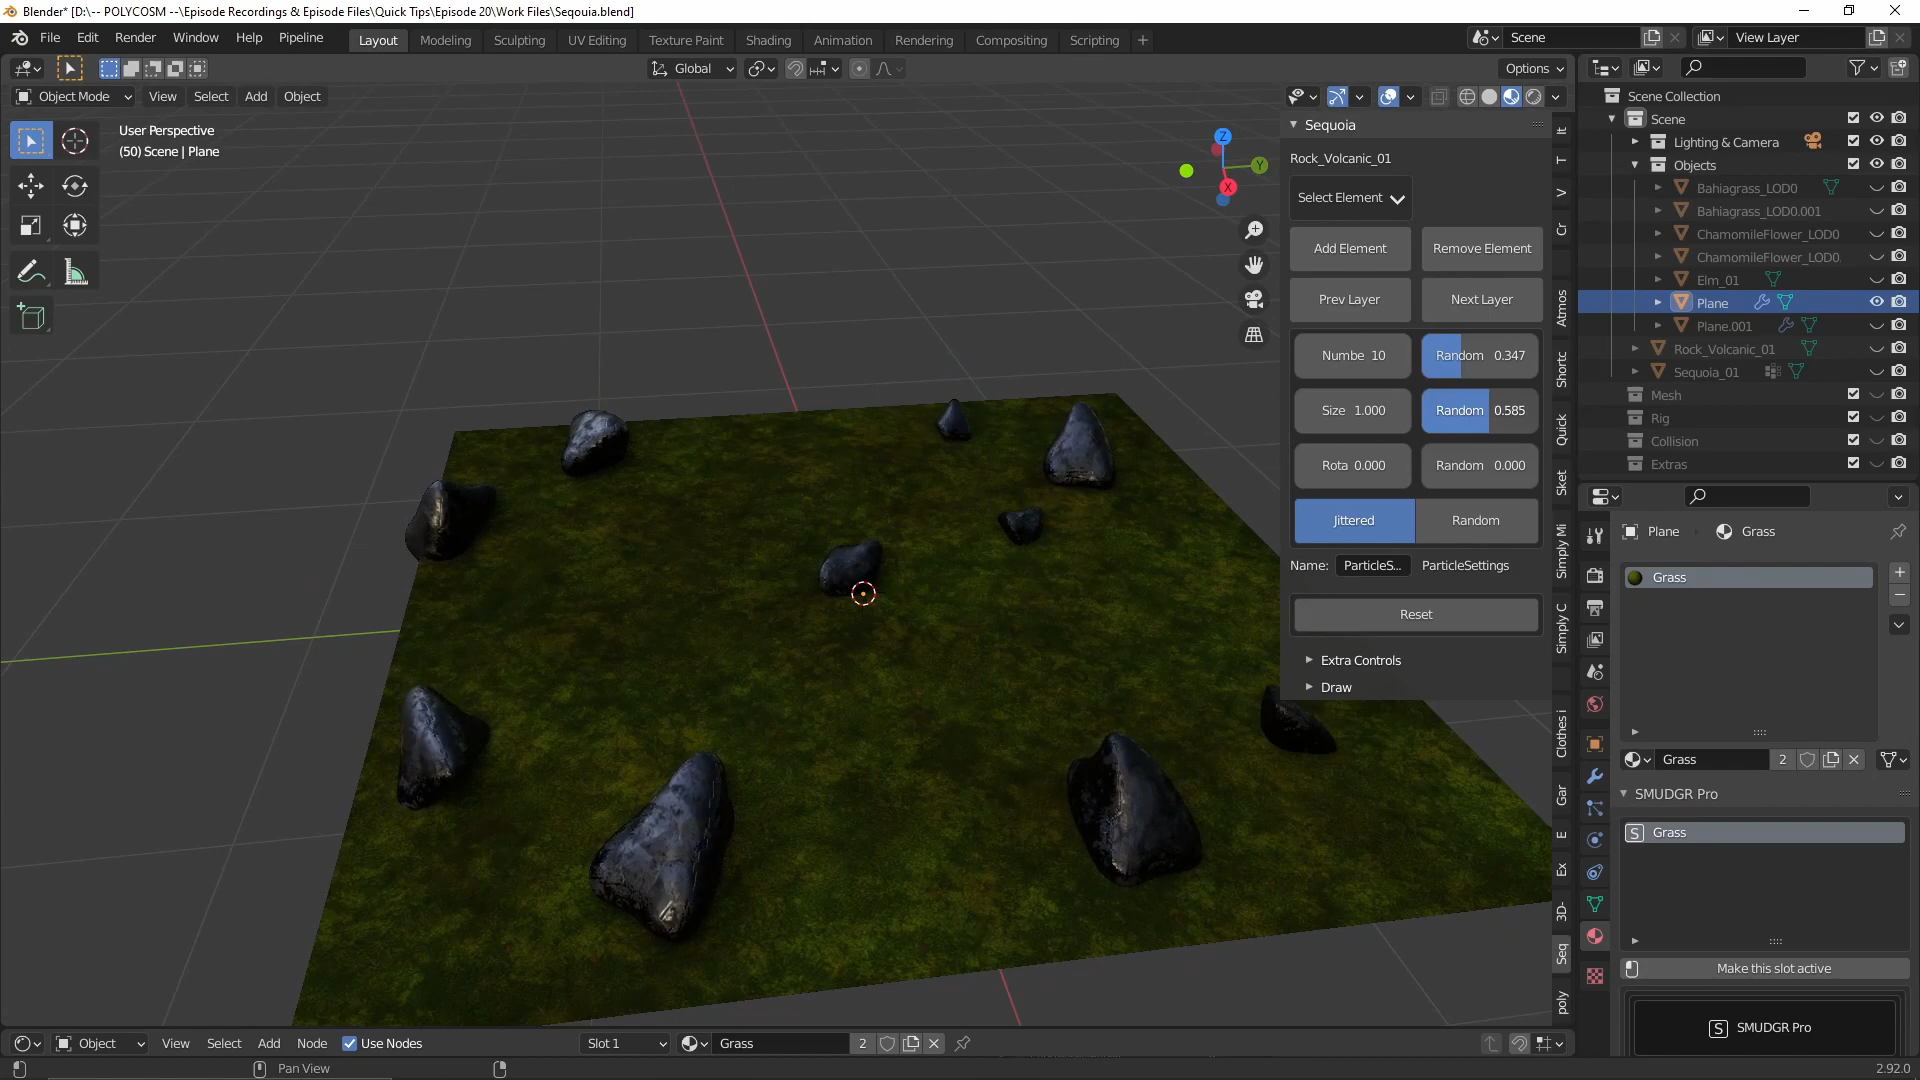 Blender* [D:\-- POLYCOSM --\Episode Recordings & Episode Files\Quick Tips\Episode 20\Work Files\Seqouia.blend]
File Edit Render Window Help Pipeline Layout Modeling Sculpting UV Editing Texture Paint Shading Animation Rendering Compositing Scripting + Scene View Layer
Global Options
Object Mode View Select Add Object
User Perspective
(50) Scene | Plane
Z
Y
X
Sequoia
Rock_Volcanic_01
Select Element
Add Element Remove Element
Prev Layer Next Layer
Numbe 10 Random 0.347
Size 1.000 Random 0.585
Rota 0.000 Random 0.000
Jittered Random
Name: ParticleS... ParticleSettings
Reset
Extra Controls
Draw
It
T
V
Cr
Atmos
Shortc
Quick
Sket
Simply Mi
Simply C
Clothes i
Gar
E
Ex
3D-
Seq
poly
Scene Collection
Scene
Lighting & Camera
Objects
Bahiagrass_LOD0
Bahiagrass_LOD0.001
ChamomileFlower_LOD0
ChamomileFlower_LOD0.
Elm_01
Plane
Plane.001
Rock_Volcanic_01
Sequoia_01
Mesh
Rig
Collision
Extras
Plane Grass
Grass
Grass 2
SMUDGR Pro
S Grass
Make this slot active
S SMUDGR Pro
Object View Select Add Node Use Nodes Slot 1 Grass 2
Pan View 2.92.0